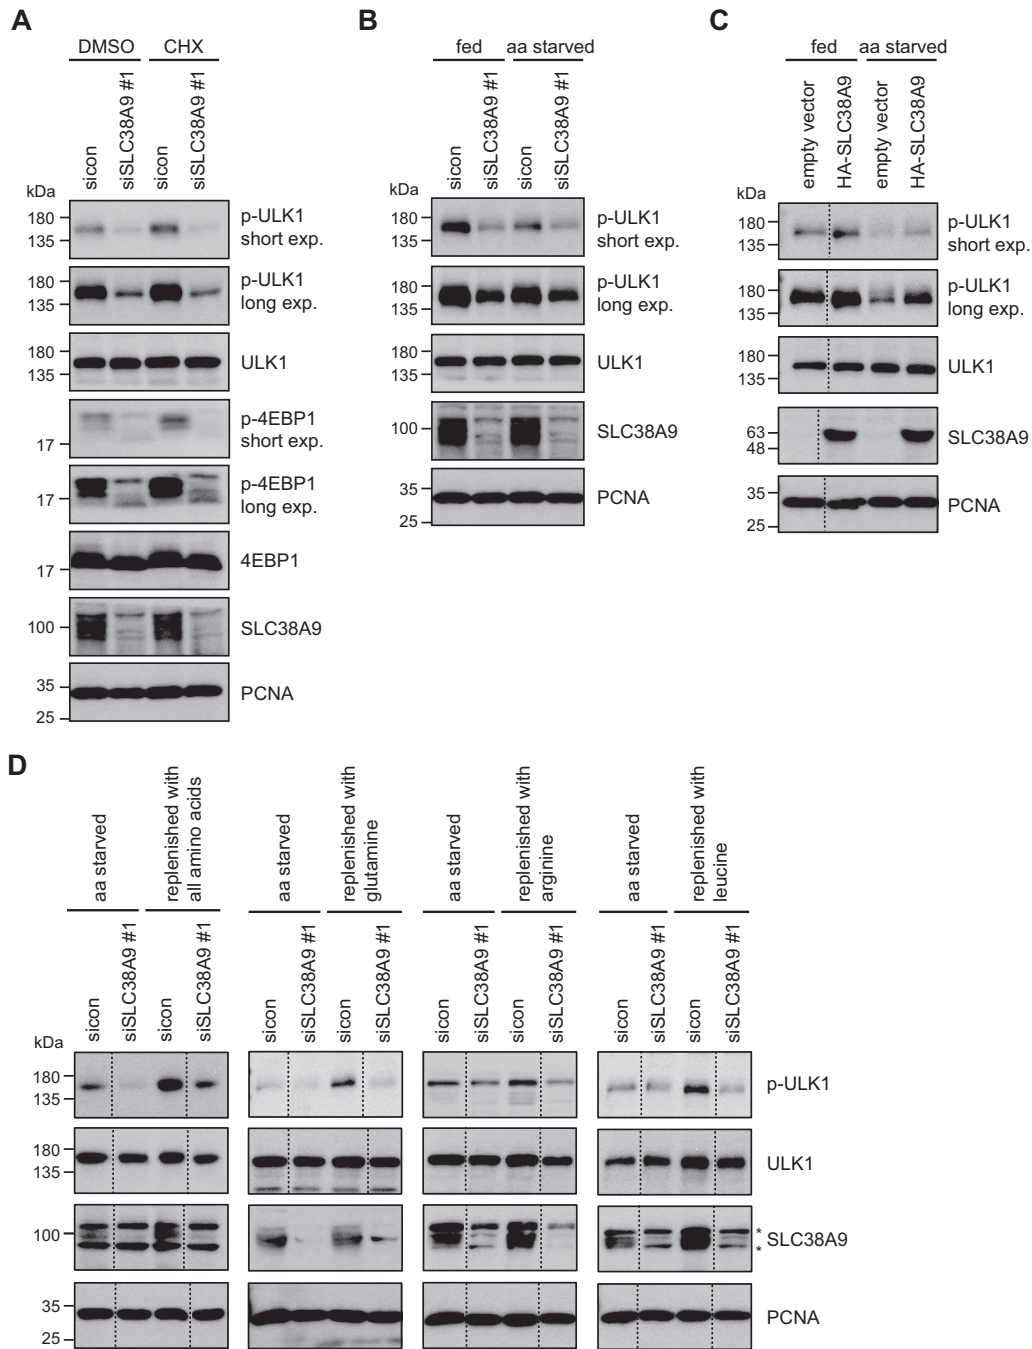 A
DMSO CHX
sicon
siSLC38A9 #1
sicon
siSLC38A9 #1
kDa
180
135
p-ULK1
short exp.
180
135
p-ULK1
long exp.
180
135
ULK1
17
p-4EBP1
short exp.
17
p-4EBP1
long exp.
17
4EBP1
100
SLC38A9
35
25
PCNA
B
fed aa starved
sicon
siSLC38A9 #1
sicon
siSLC38A9 #1
kDa
180
135
p-ULK1
short exp.
180
135
p-ULK1
long exp.
180
135
ULK1
100
SLC38A9
35
25
PCNA
C
fed aa starved
empty vector
HA-SLC38A9
empty vector
HA-SLC38A9
kDa
180
135
p-ULK1
short exp.
180
135
p-ULK1
long exp.
180
135
ULK1
63
48
SLC38A9
35
25
PCNA
D
aa starved
replenished with
all amino acids
aa starved
replenished with
glutamine
aa starved
replenished with
arginine
aa starved
replenished with
leucine
sicon
siSLC38A9 #1
sicon
siSLC38A9 #1
sicon
siSLC38A9 #1
sicon
siSLC38A9 #1
sicon
siSLC38A9 #1
sicon
siSLC38A9 #1
sicon
siSLC38A9 #1
sicon
siSLC38A9 #1
kDa
180
135
p-ULK1
180
135
ULK1
100
*
SLC38A9
*
35
25
PCNA